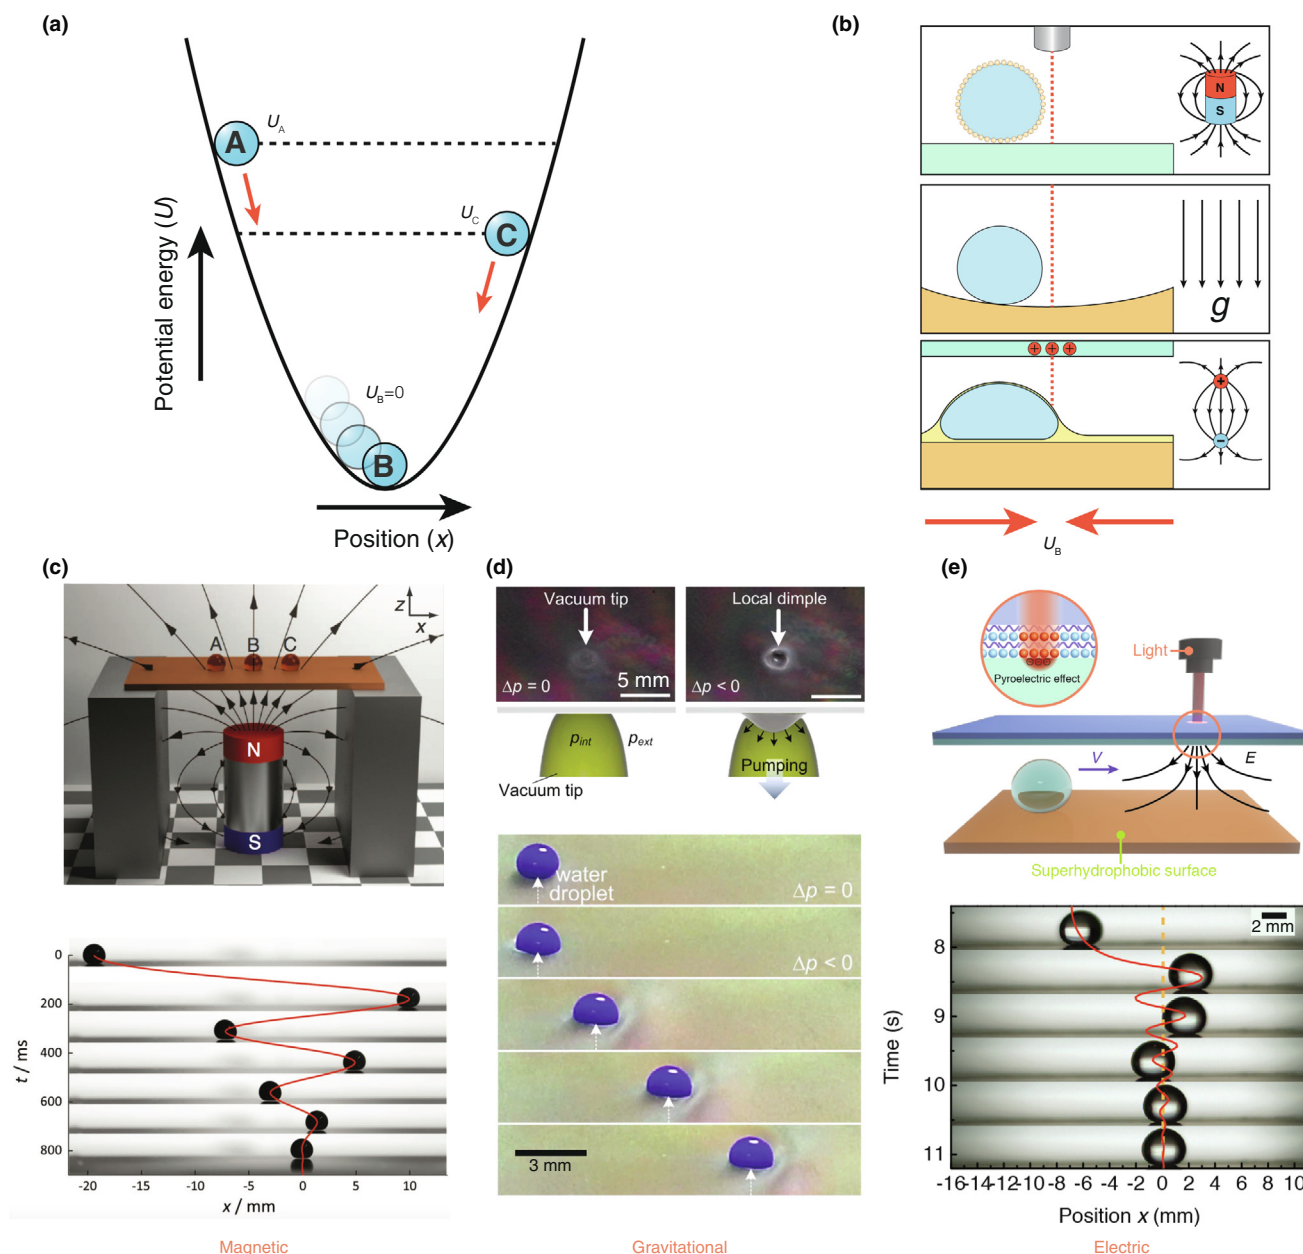 (a)
U_A
A
U_C
C
U_B=0
B
Potential energy (U)
Position (x)
(b)
N
S
g
+ + +
+
−
U_B
(c)
z
x
A B C
N
S
0
200
400
600
800
t / ms
-20 -15 -10 -5 0 5 10
x / mm
Magnetic
(d)
Vacuum tip
Δp = 0
5 mm
Local dimple
Δp < 0
p_int
p_ext
Vacuum tip
Pumping
water
droplet
Δp = 0
Δp < 0
3 mm
Gravitational
(e)
Pyroelectric effect
Light
V
E
Superhydrophobic surface
2 mm
8
9
10
11
Time (s)
-16 -14 -12 -10 -8 -6 -4 -2 0 2 4 6 8 10
Position x (mm)
Electric